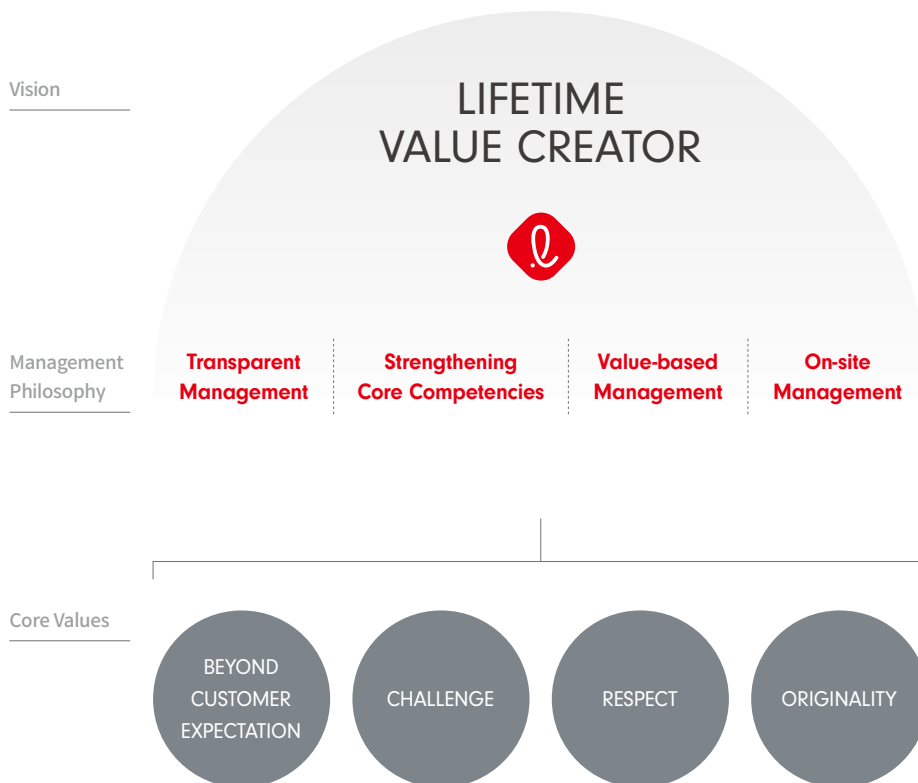 Vision
LIFETIME
VALUE CREATOR
Management
Philosophy
Transparent
Management
Strengthening
Core Competencies
Value-based
Management
On-site
Management
Core Values
BEYOND
CUSTOMER
EXPECTATION
CHALLENGE
RESPECT
ORIGINALITY